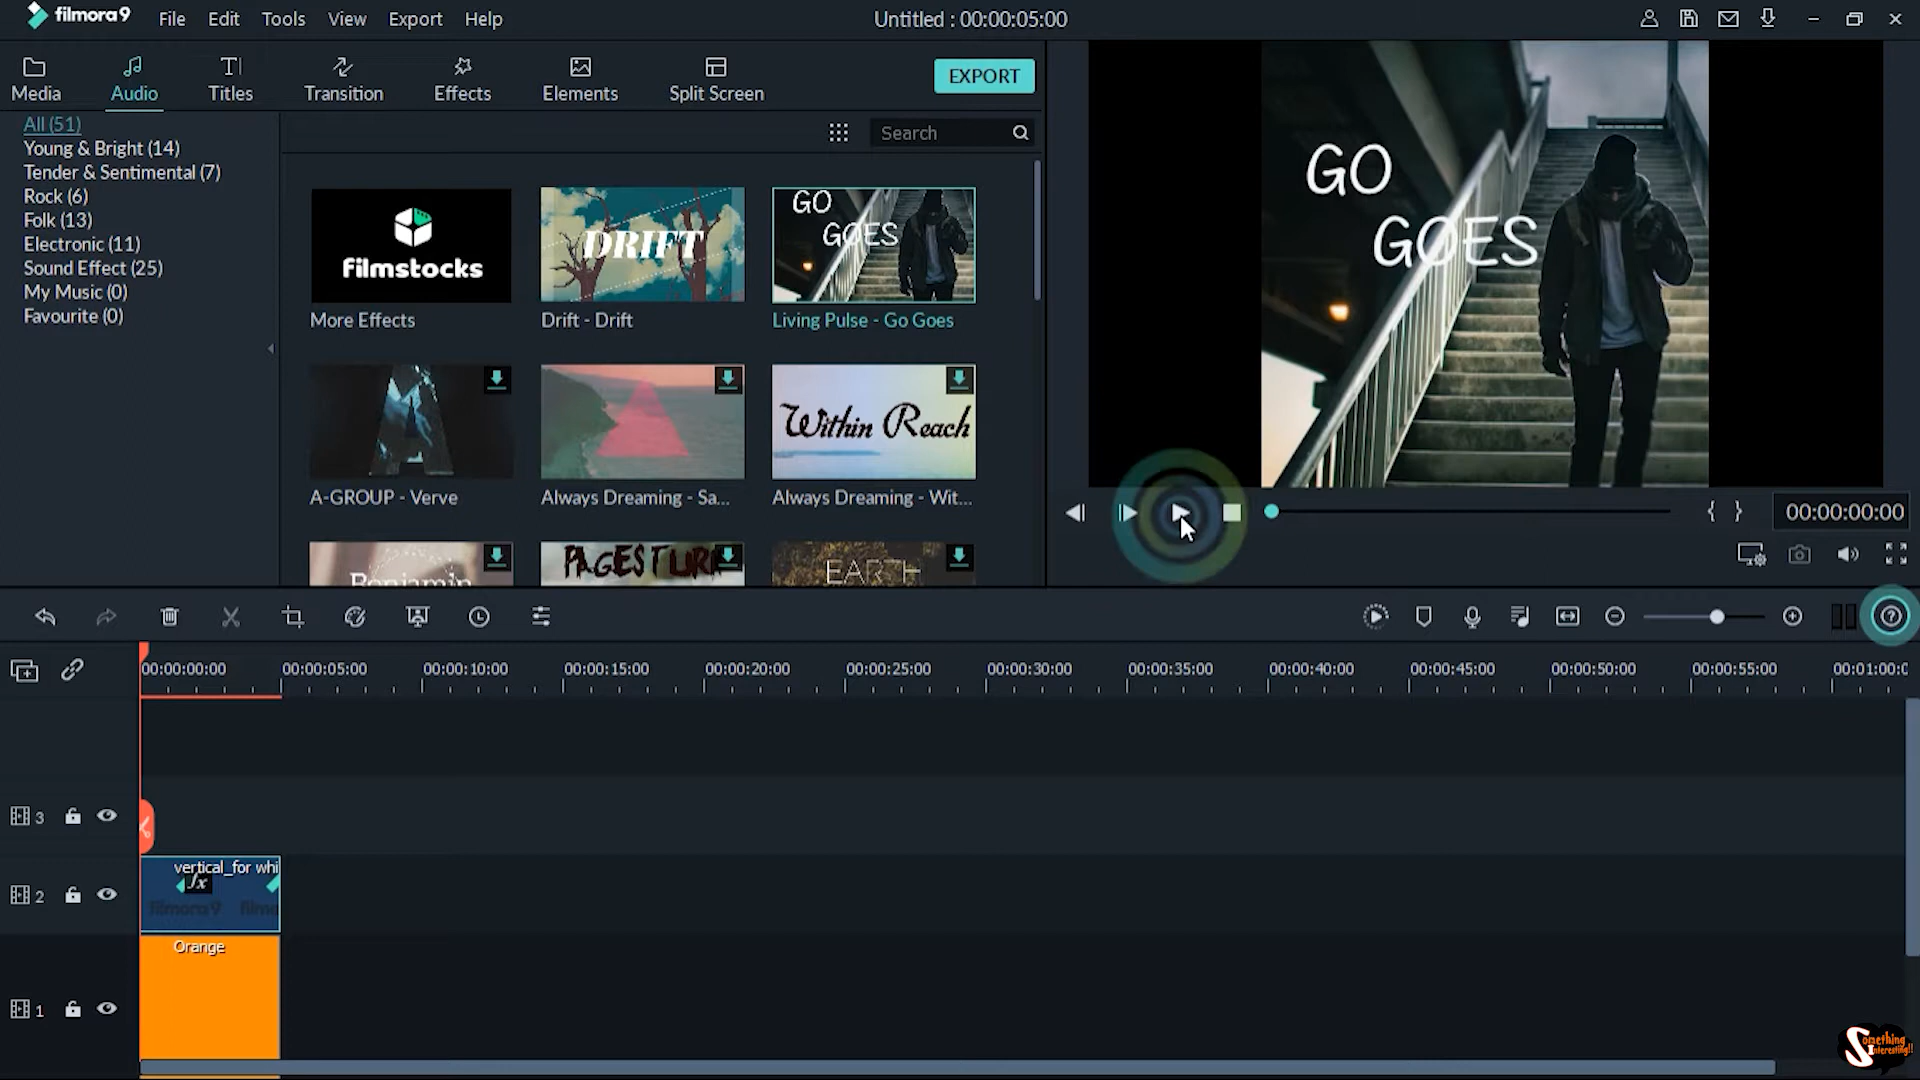 filmora9 File Edit Tools View Export Help Untitled : 00:00:05:00
Media Audio Titles Transition Effects Elements Split Screen EXPORT
All (51)
Young & Bright (14)
Tender & Sentimental (7)
Rock (6)
Folk (13)
Electronic (11)
Sound Effect (25)
My Music (0)
Favourite (0)
Search
filmstocks
More Effects
DRIFT
Drift - Drift
GO
GOES
Living Pulse - Go Goes
A-GROUP - Verve
Always Dreaming - Sa...
Within Reach
Always Dreaming - Wit...
Benjamin
PAGES TURN
EARTH
GO
GOES
{ } 00:00:00:00
00:00:00:00 00:00:05:00 00:00:10:00 00:00:15:00 00:00:20:00 00:00:25:00 00:00:30:00 00:00:35:00 00:00:40:00 00:00:45:00 00:00:50:00 00:00:55:00 00:01:00:0
3
vertical_for whi
fx
filmora9 filmo
2
Orange
1
Something
Interesting!!